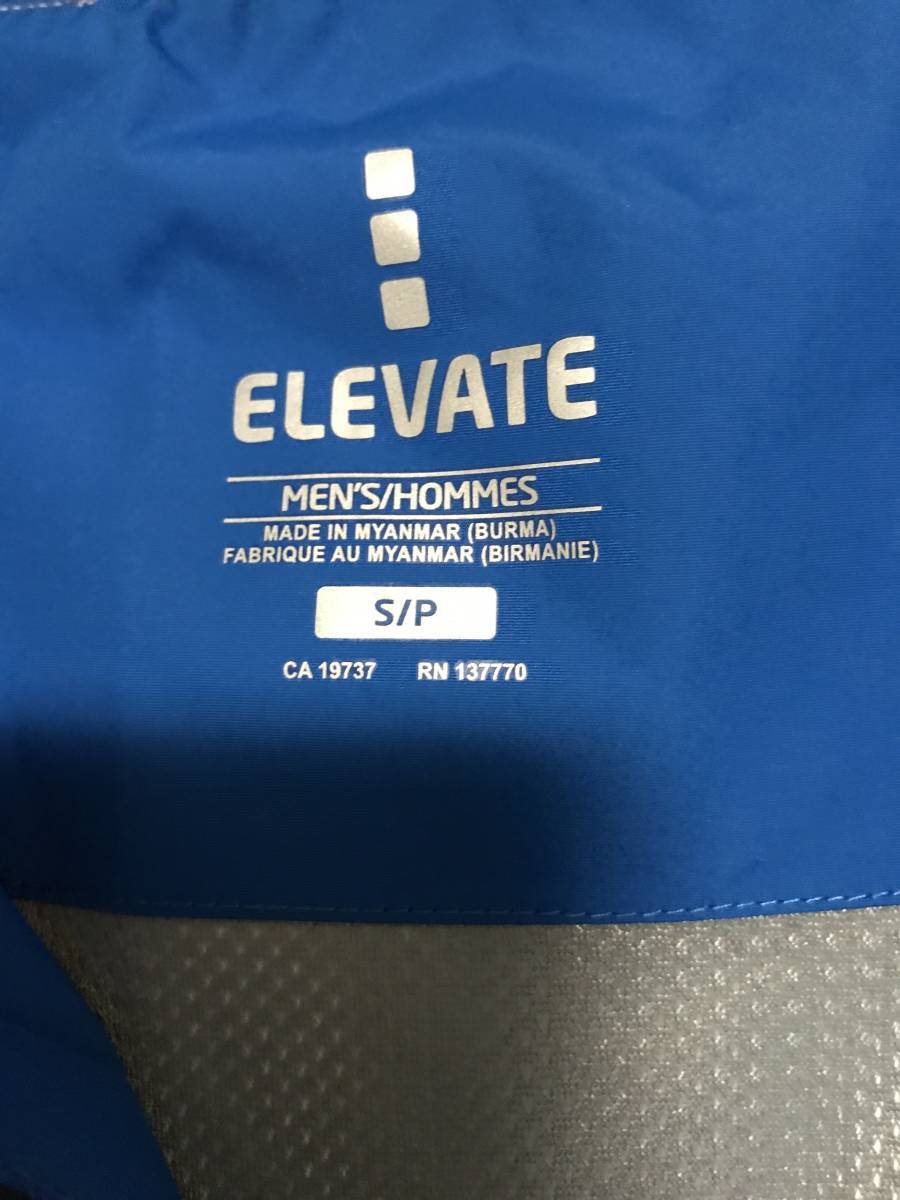 ELEVATE
MEN'S/HOMMES
MADE IN MYANMAR (BURMA)
FABRIQUE AU MYANMAR (BIRMANIE)
S/P
CA 19737 RN 137770